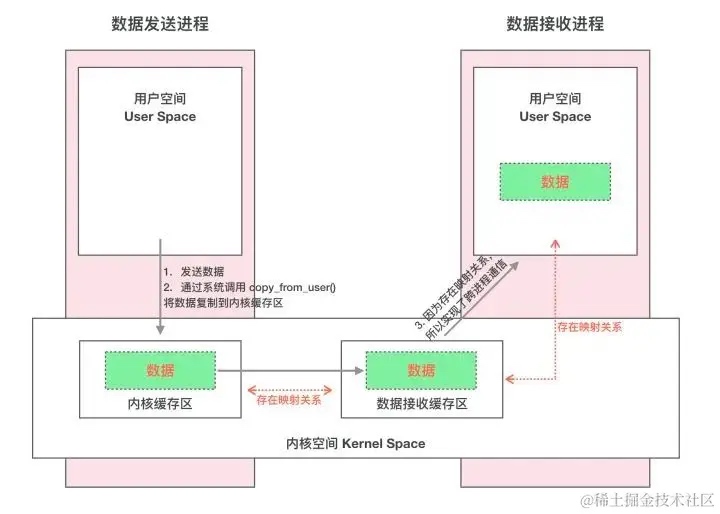 数据发送进程
数据接收进程
用户空间
User Space
用户空间
User Space
数据
1. 发送数据
2. 通过系统调用 copy_from_user()
将数据复制到内核缓存区
3. 因为存在映射关系，
所以实现了跨进程通信
存在映射关系
数据
数据
内核缓存区
存在映射关系
数据接收缓存区
内核空间 Kernel Space
@稀土掘金技术社区